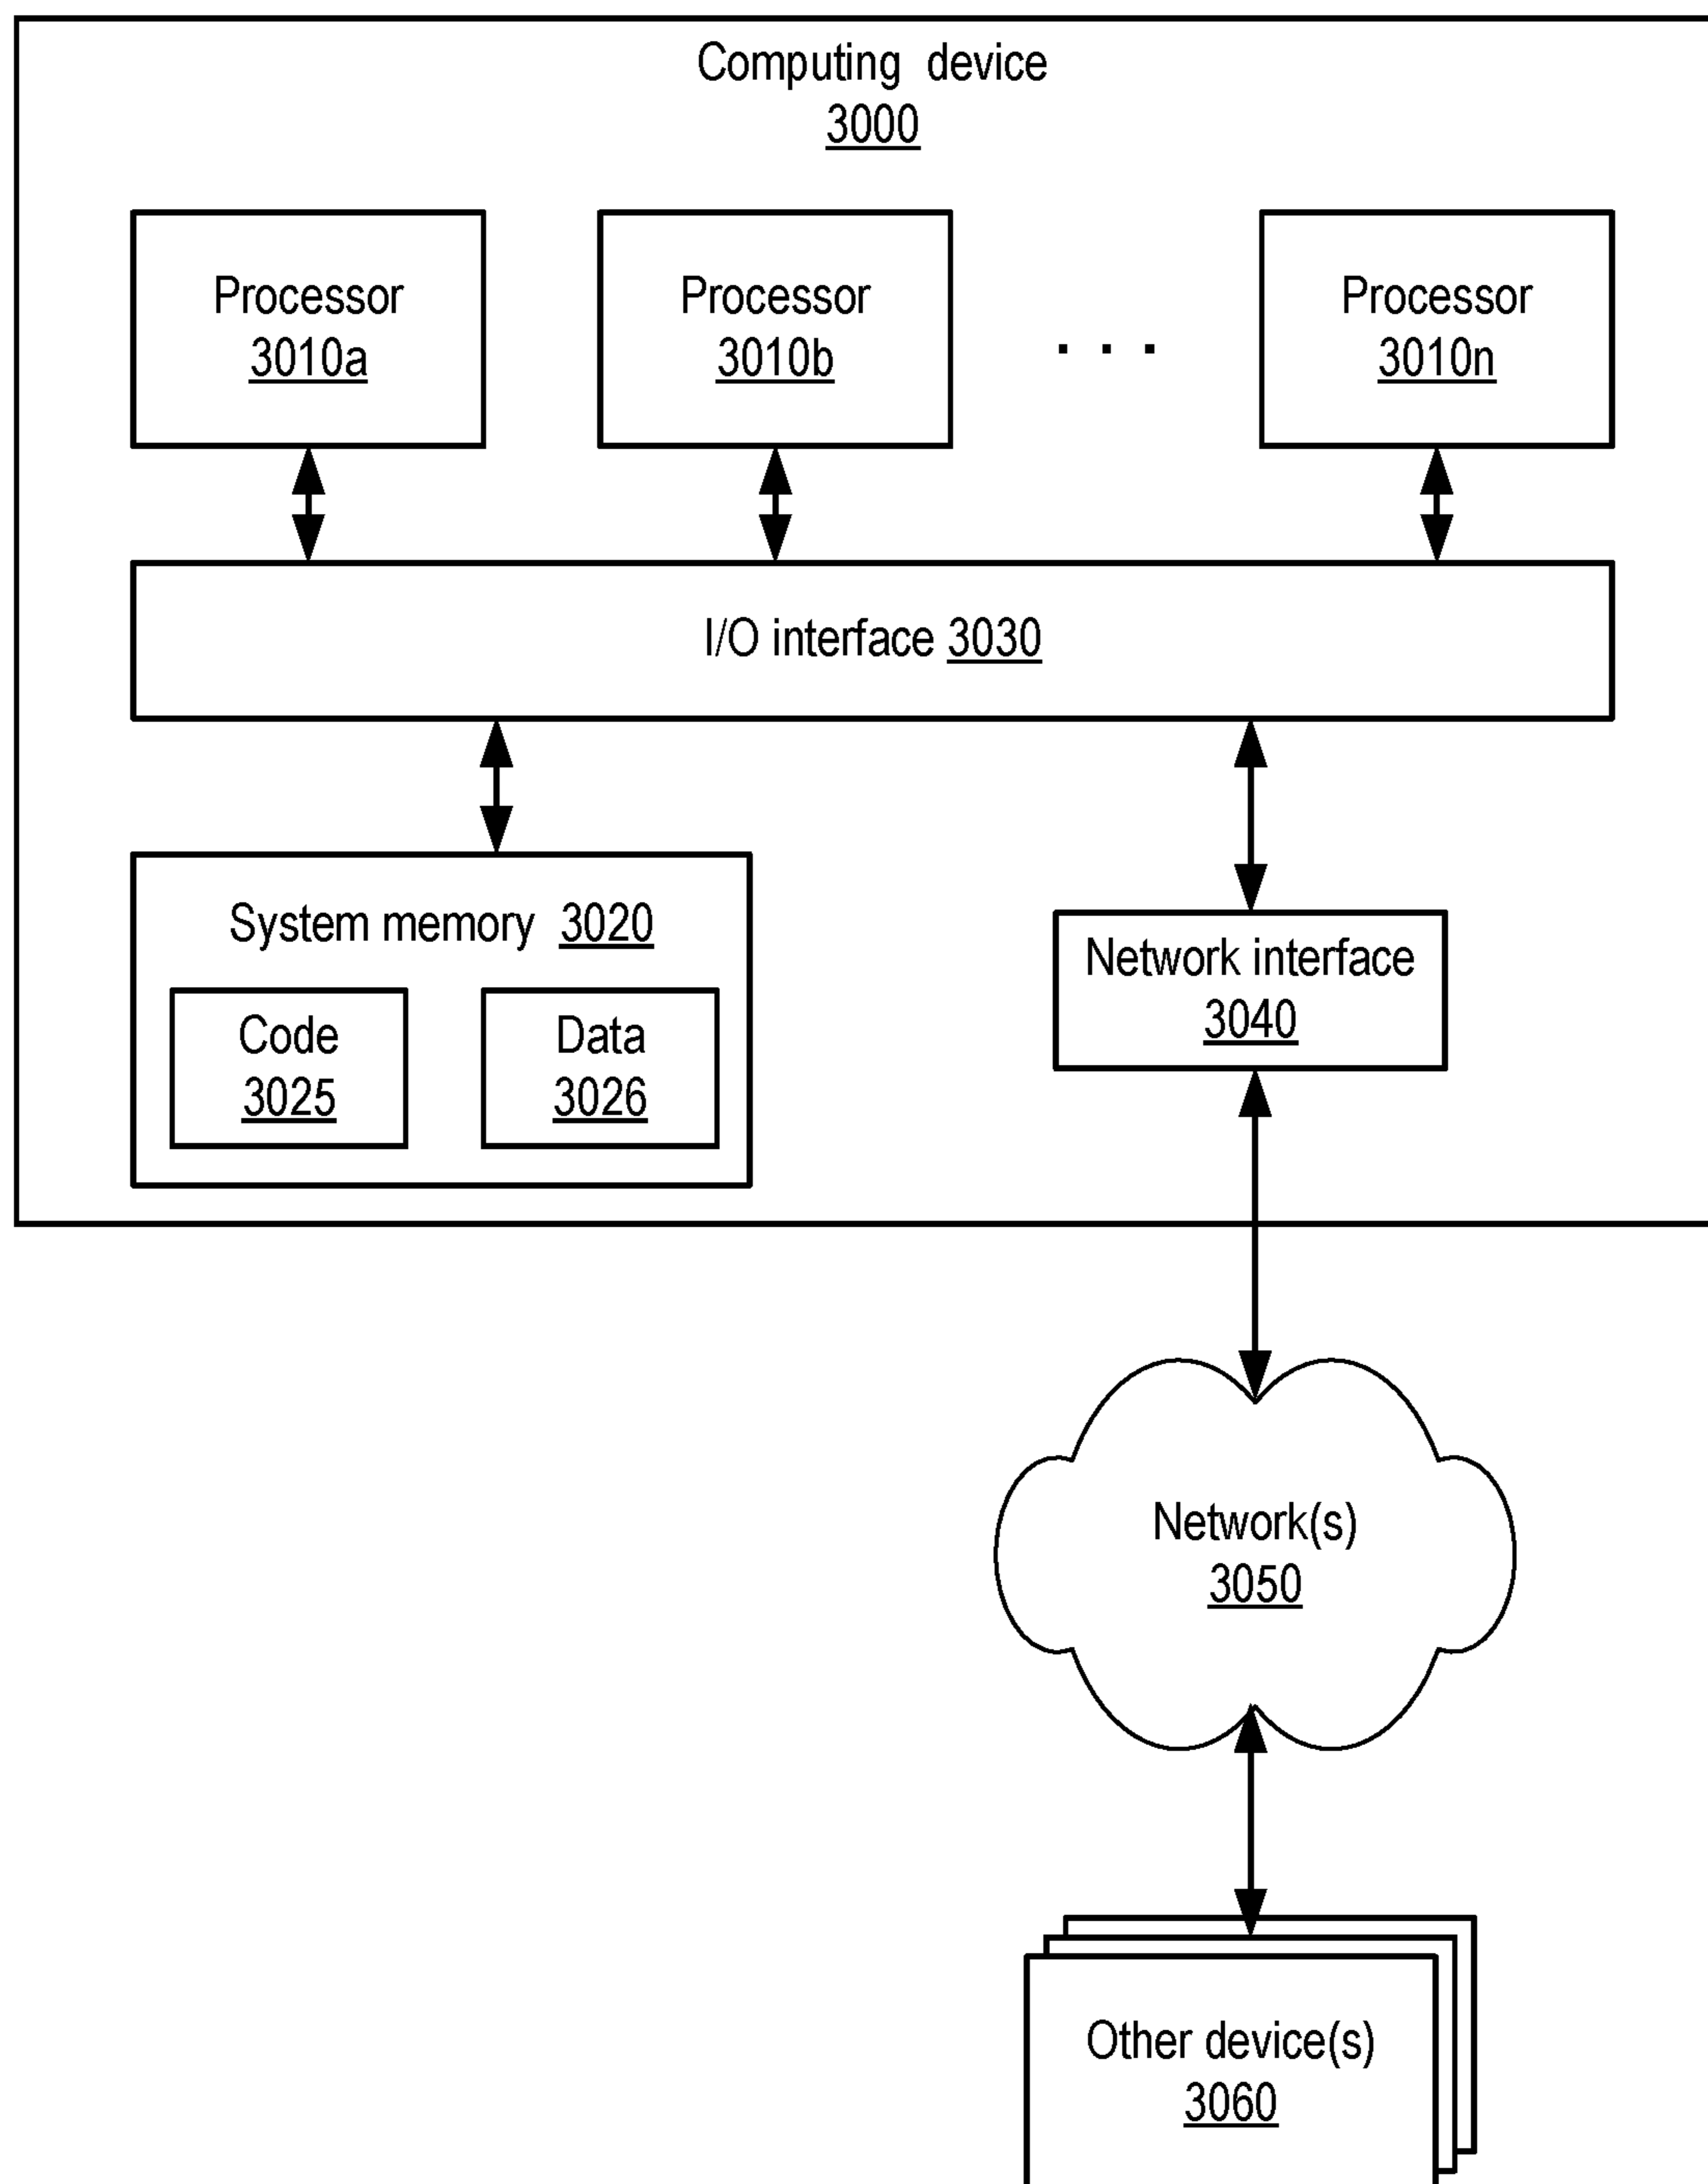 Computing device
3000
Processor
3010a
Processor
3010b
. . .
Processor
3010n
I/O interface 3030
System memory 3020
Code
3025
Data
3026
Network interface
3040
Network(s)
3050
Other device(s)
3060